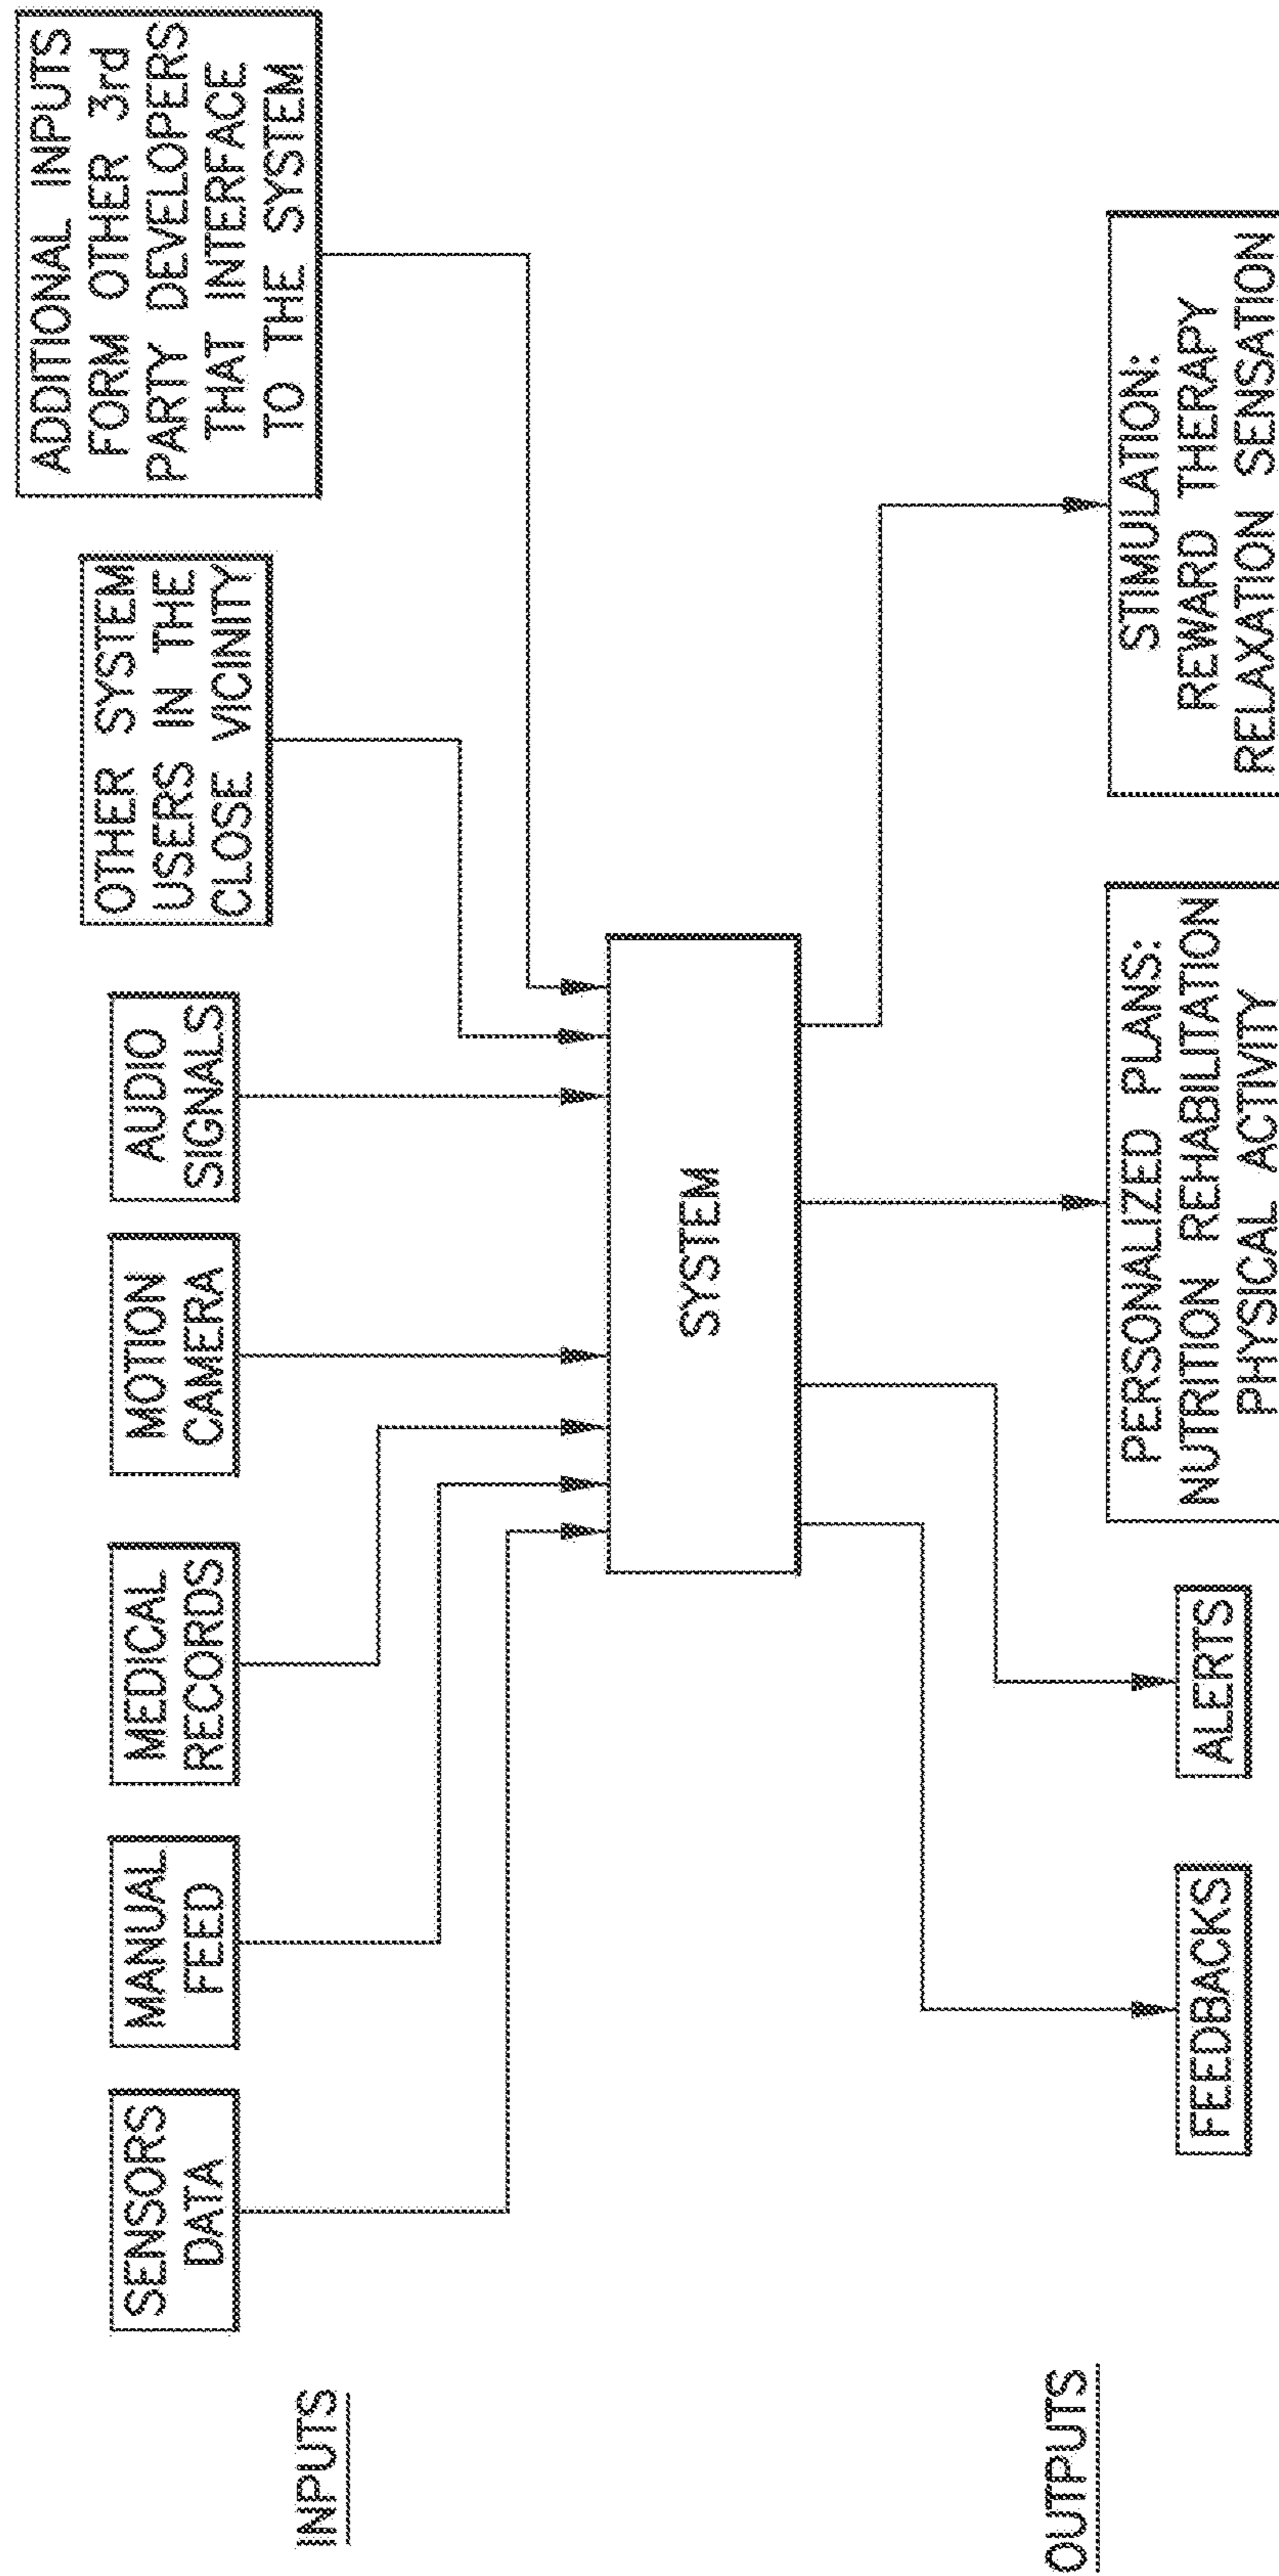 INPUTS
SENSORS
DATA
MANUAL
FEED
MEDICAL
RECORDS
MOTION
CAMERA
AUDIO
SIGNALS
OTHER SYSTEM
USERS IN THE
CLOSE VICINITY
ADDITIONAL INPUTS
FORM OTHER 3rd
PARTY DEVELOPERS
THAT INTERFACE
TO THE SYSTEM
SYSTEM
OUTPUTS
FEEDBACKS
ALERTS
PERSONALIZED PLANS:
NUTRITION REHABILITATION
PHYSICAL ACTIVITY
STIMULATION:
REWARD THERAPY
RELAXATION SENSATION